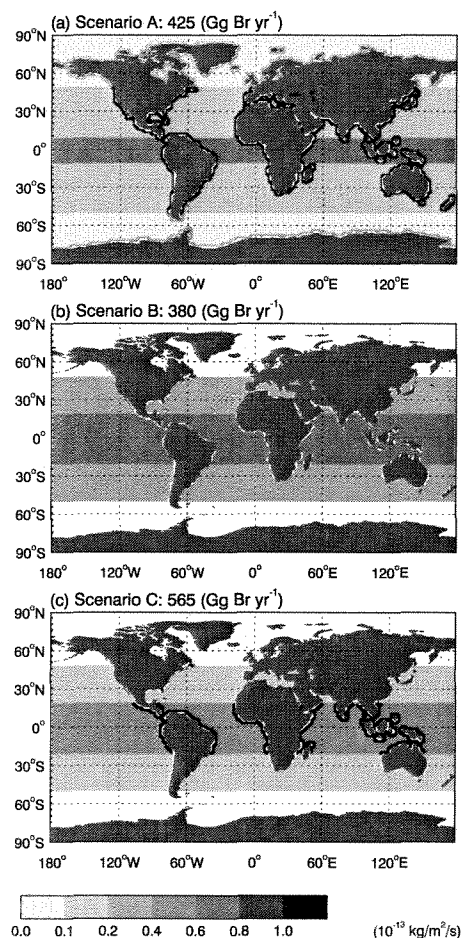 (a) Scenario A: 425 (Gg Br yr⁻¹)
90°N
60°N
30°N
0°
30°S
60°S
90°S
180° 120°W 60°W 0° 60°E 120°E
(b) Scenario B: 380 (Gg Br yr⁻¹)
90°N
60°N
30°N
0°
30°S
60°S
90°S
180° 120°W 60°W 0° 60°E 120°E
(c) Scenario C: 565 (Gg Br yr⁻¹)
90°N
60°N
30°N
0°
30°S
60°S
90°S
180° 120°W 60°W 0° 60°E 120°E
0.0 0.1 0.2 0.4 0.6 0.8 1.0 (10⁻¹³ kg/m²/s)